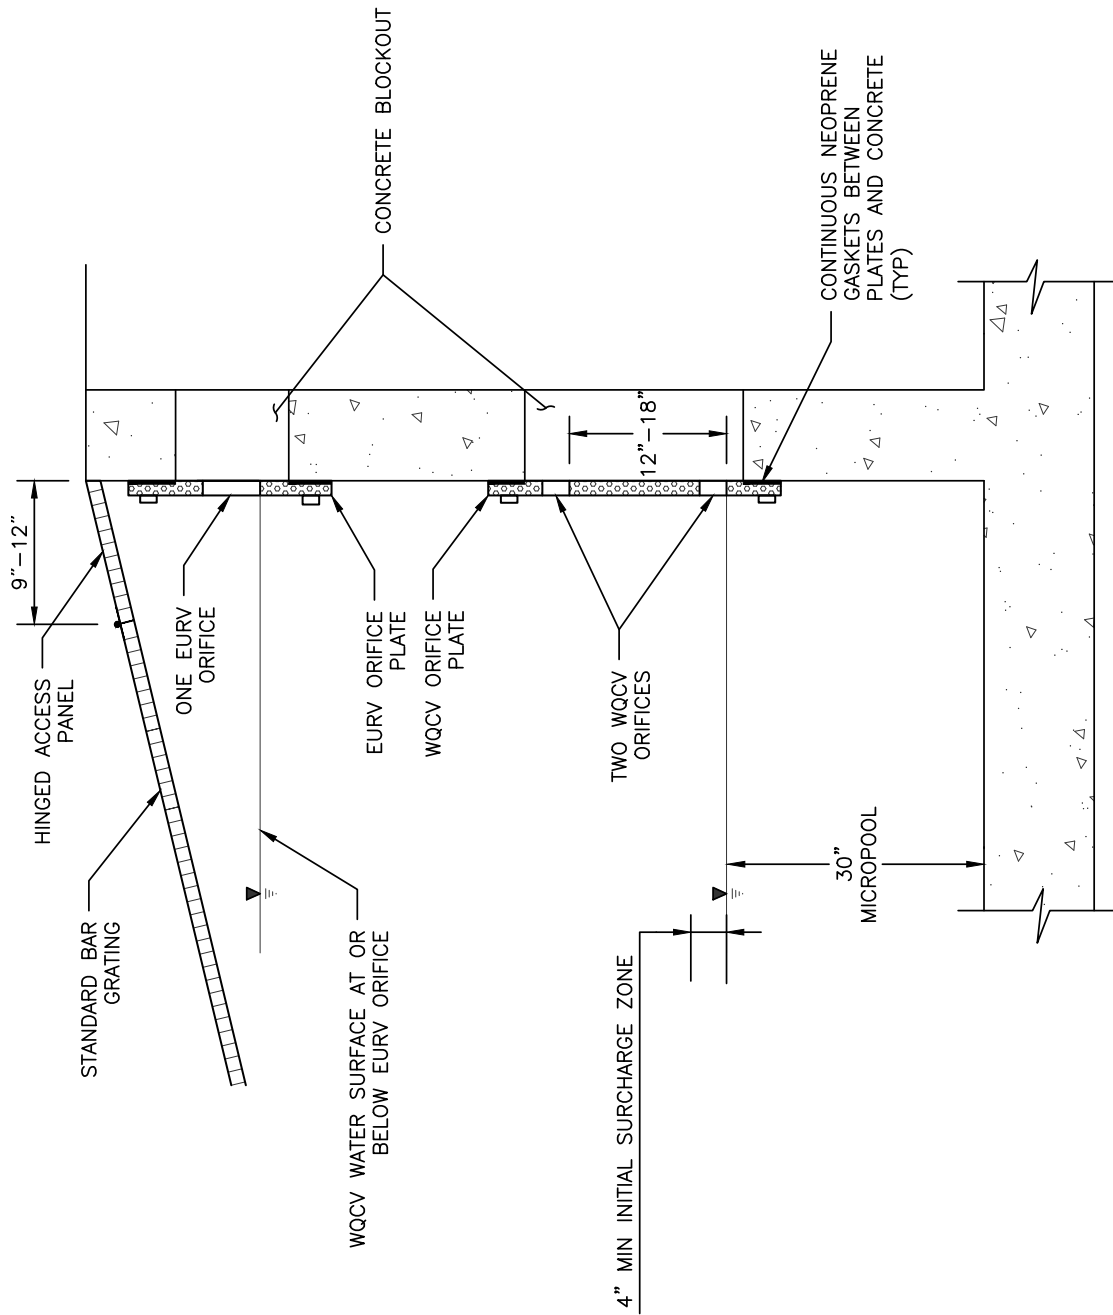 STANDARD BAR
GRATING
HINGED ACCESS
PANEL
9"-12"
ONE EURV
ORIFICE
EURV ORIFICE
PLATE
WQCV ORIFICE
PLATE
CONCRETE BLOCKOUT
WQCV WATER SURFACE AT OR
BELOW EURV ORIFICE
TWO WQCV
ORIFICES
12"-18"
CONTINUOUS NEOPRENE
GASKETS BETWEEN
PLATES AND CONCRETE
(TYP)
4" MIN INITIAL SURCHARGE ZONE
30"
MICROPOOL